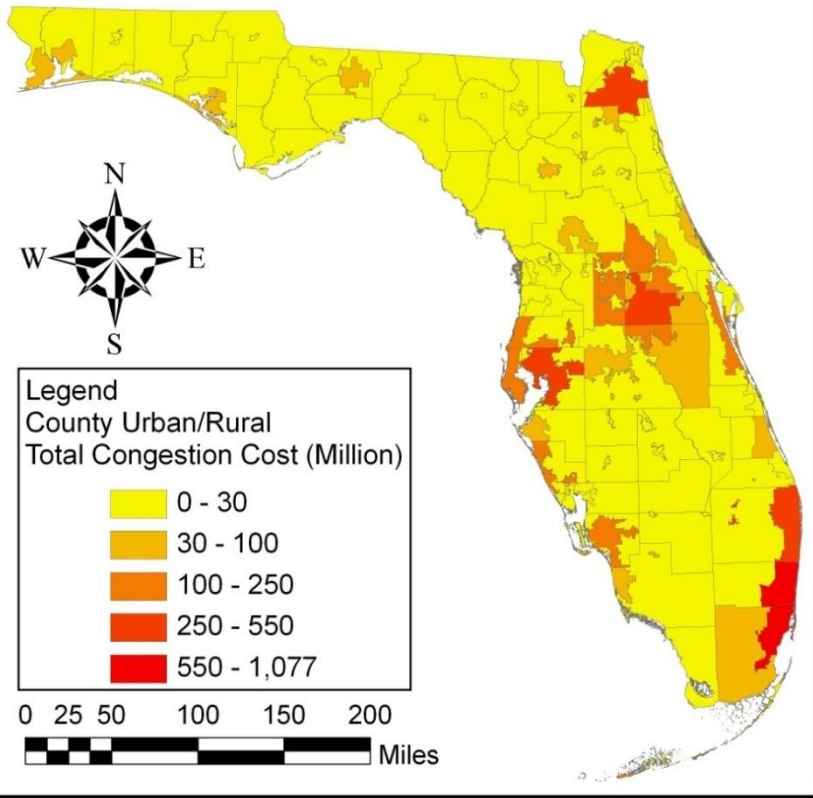 N
W E
S
Legend
County Urban/Rural
Total Congestion Cost (Million)
0 - 30
30 - 100
100 - 250
250 - 550
550 - 1,077
0 25 50 100 150 200
Miles